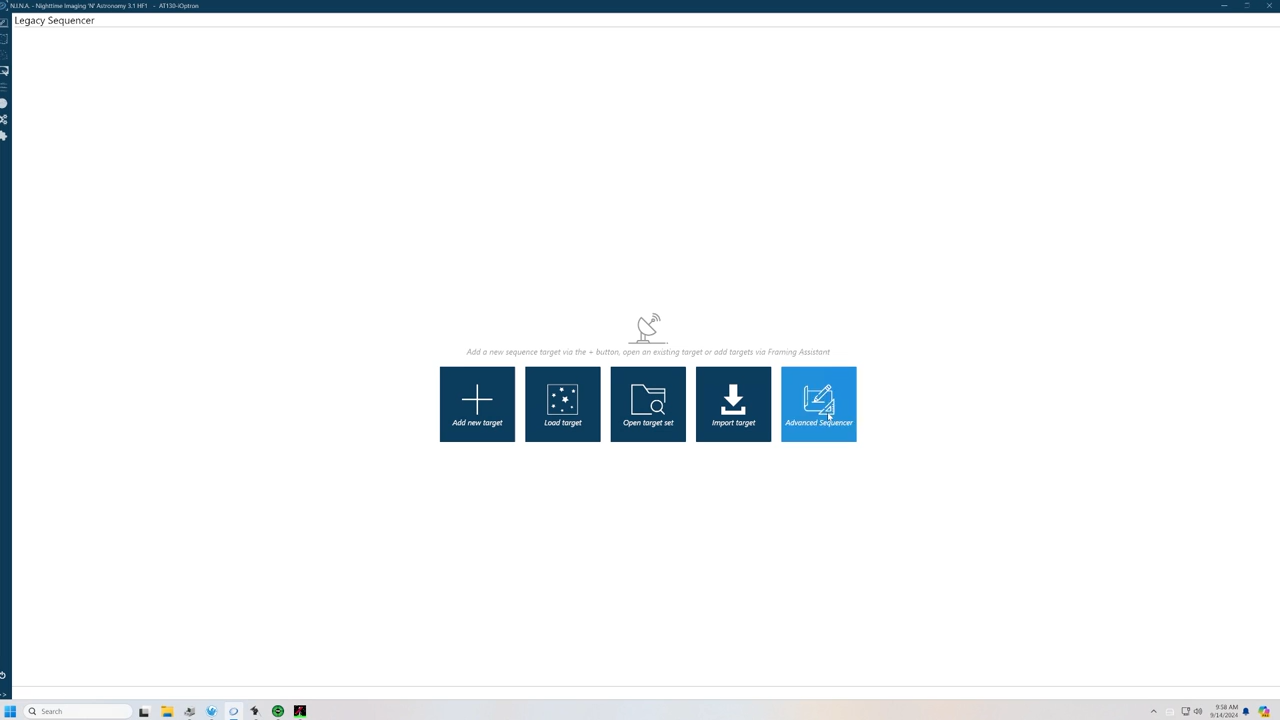 N.I.N.A. - Nighttime Imaging 'N' Astronomy 3.1 HF1 - AT130-iOptron
Legacy Sequencer
Add a new sequence target via the + button, open an existing target or add targets via Framing Assistant
Add new target
Load target
Open target set
Import target
Advanced Sequencer
Search
9:58 AM
9/14/2024